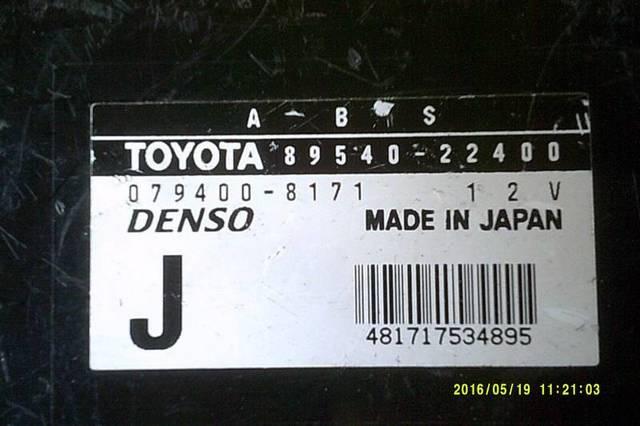 A B S
TOYOTA 89540-22400
079400-8171 12V
DENSO MADE IN JAPAN
J
481717534895
2016/05/19 11:21:03